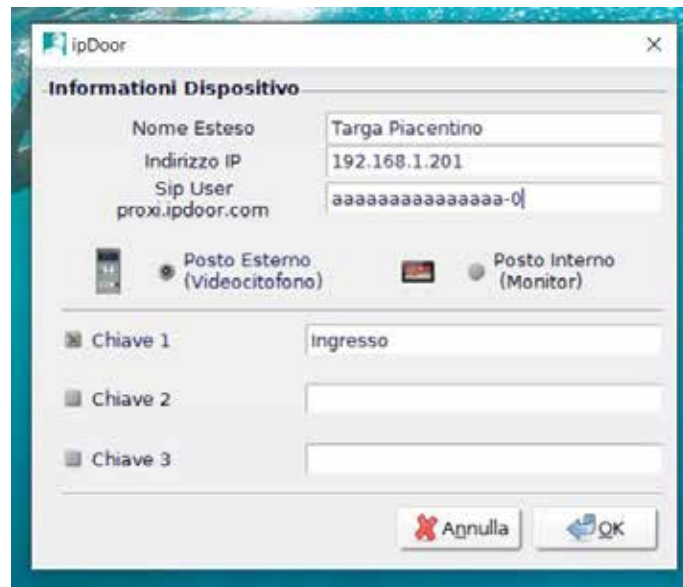 ipDoor
Informationi Dispositivo
Nome Esteso Targa Piacentino
Indirizzo IP 192.168.1.201
Sip User
proxi.ipdoor.com aaaaaaaaaaaaaaa-0
Posto Esterno
(Videocitofono)
Posto Interno
(Monitor)
Chiave 1 Ingresso
Chiave 2
Chiave 3
Annulla OK